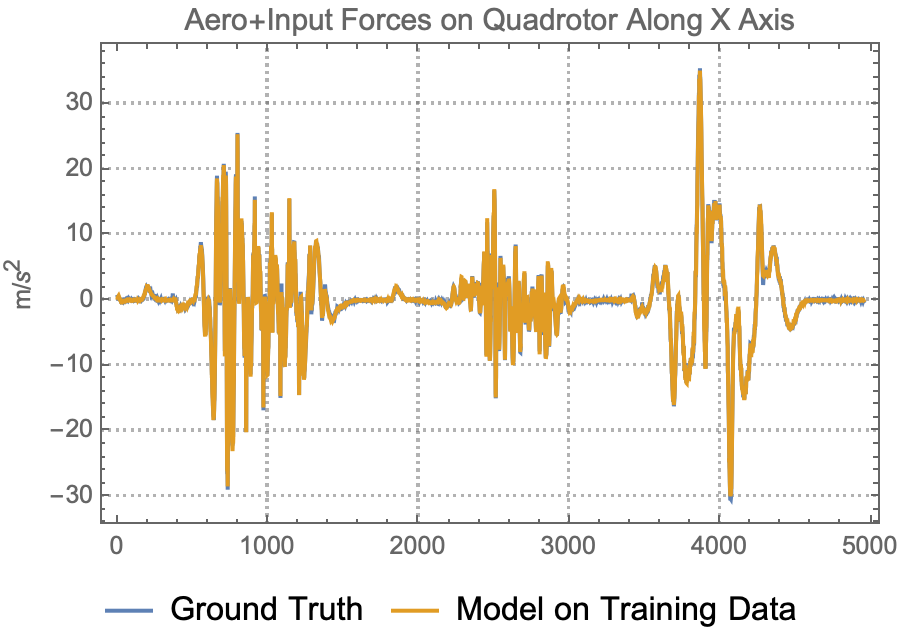 Aero+Input Forces on Quadrotor Along X Axis
m/s²
30
20
10
0
−10
−20
−30
0 1000 2000 3000 4000 5000
Ground Truth Model on Training Data